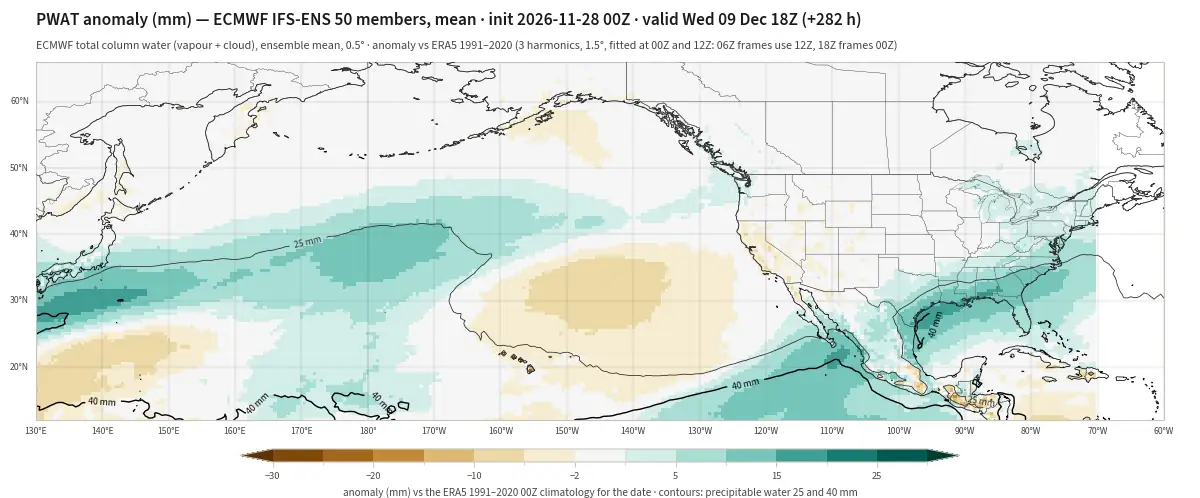 PWAT anomaly (mm) — ECMWF IFS-ENS 50 members, mean · init 2026-11-28 00Z · valid Wed 09 Dec 18Z (+282 h)
ECMWF total column water (vapour + cloud), ensemble mean, 0.5° · anomaly vs ERA5 1991–2020 (3 harmonics, 1.5°, fitted at 00Z and 12Z: 06Z frames use 12Z, 18Z frames 00Z)
60°N
50°N
40°N
30°N
20°N
25 mm
40 mm
40 mm
40 mm
40 mm
40 mm
25 mm
130°E 140°E 150°E 160°E 170°E 180° 170°W 160°W 150°W 140°W 130°W 120°W 110°W 100°W 90°W 80°W 70°W 60°W
−30 −20 −10 −2 5 15 25
anomaly (mm) vs the ERA5 1991–2020 00Z climatology for the date · contours: precipitable water 25 and 40 mm